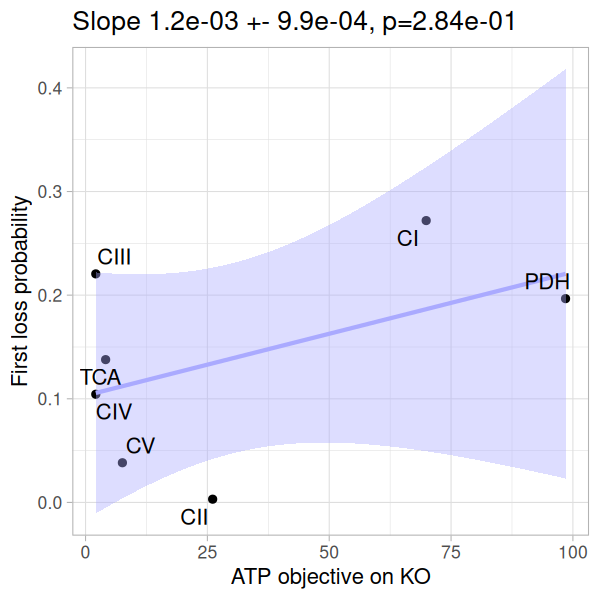 Slope 1.2e-03 +- 9.9e-04, p=2.84e-01
First loss probability
0.4
0.3
0.2
0.1
0.0
CIII
CI
PDH
TCA
CIV
CV
CII
0
25
50
75
100
ATP objective on KO